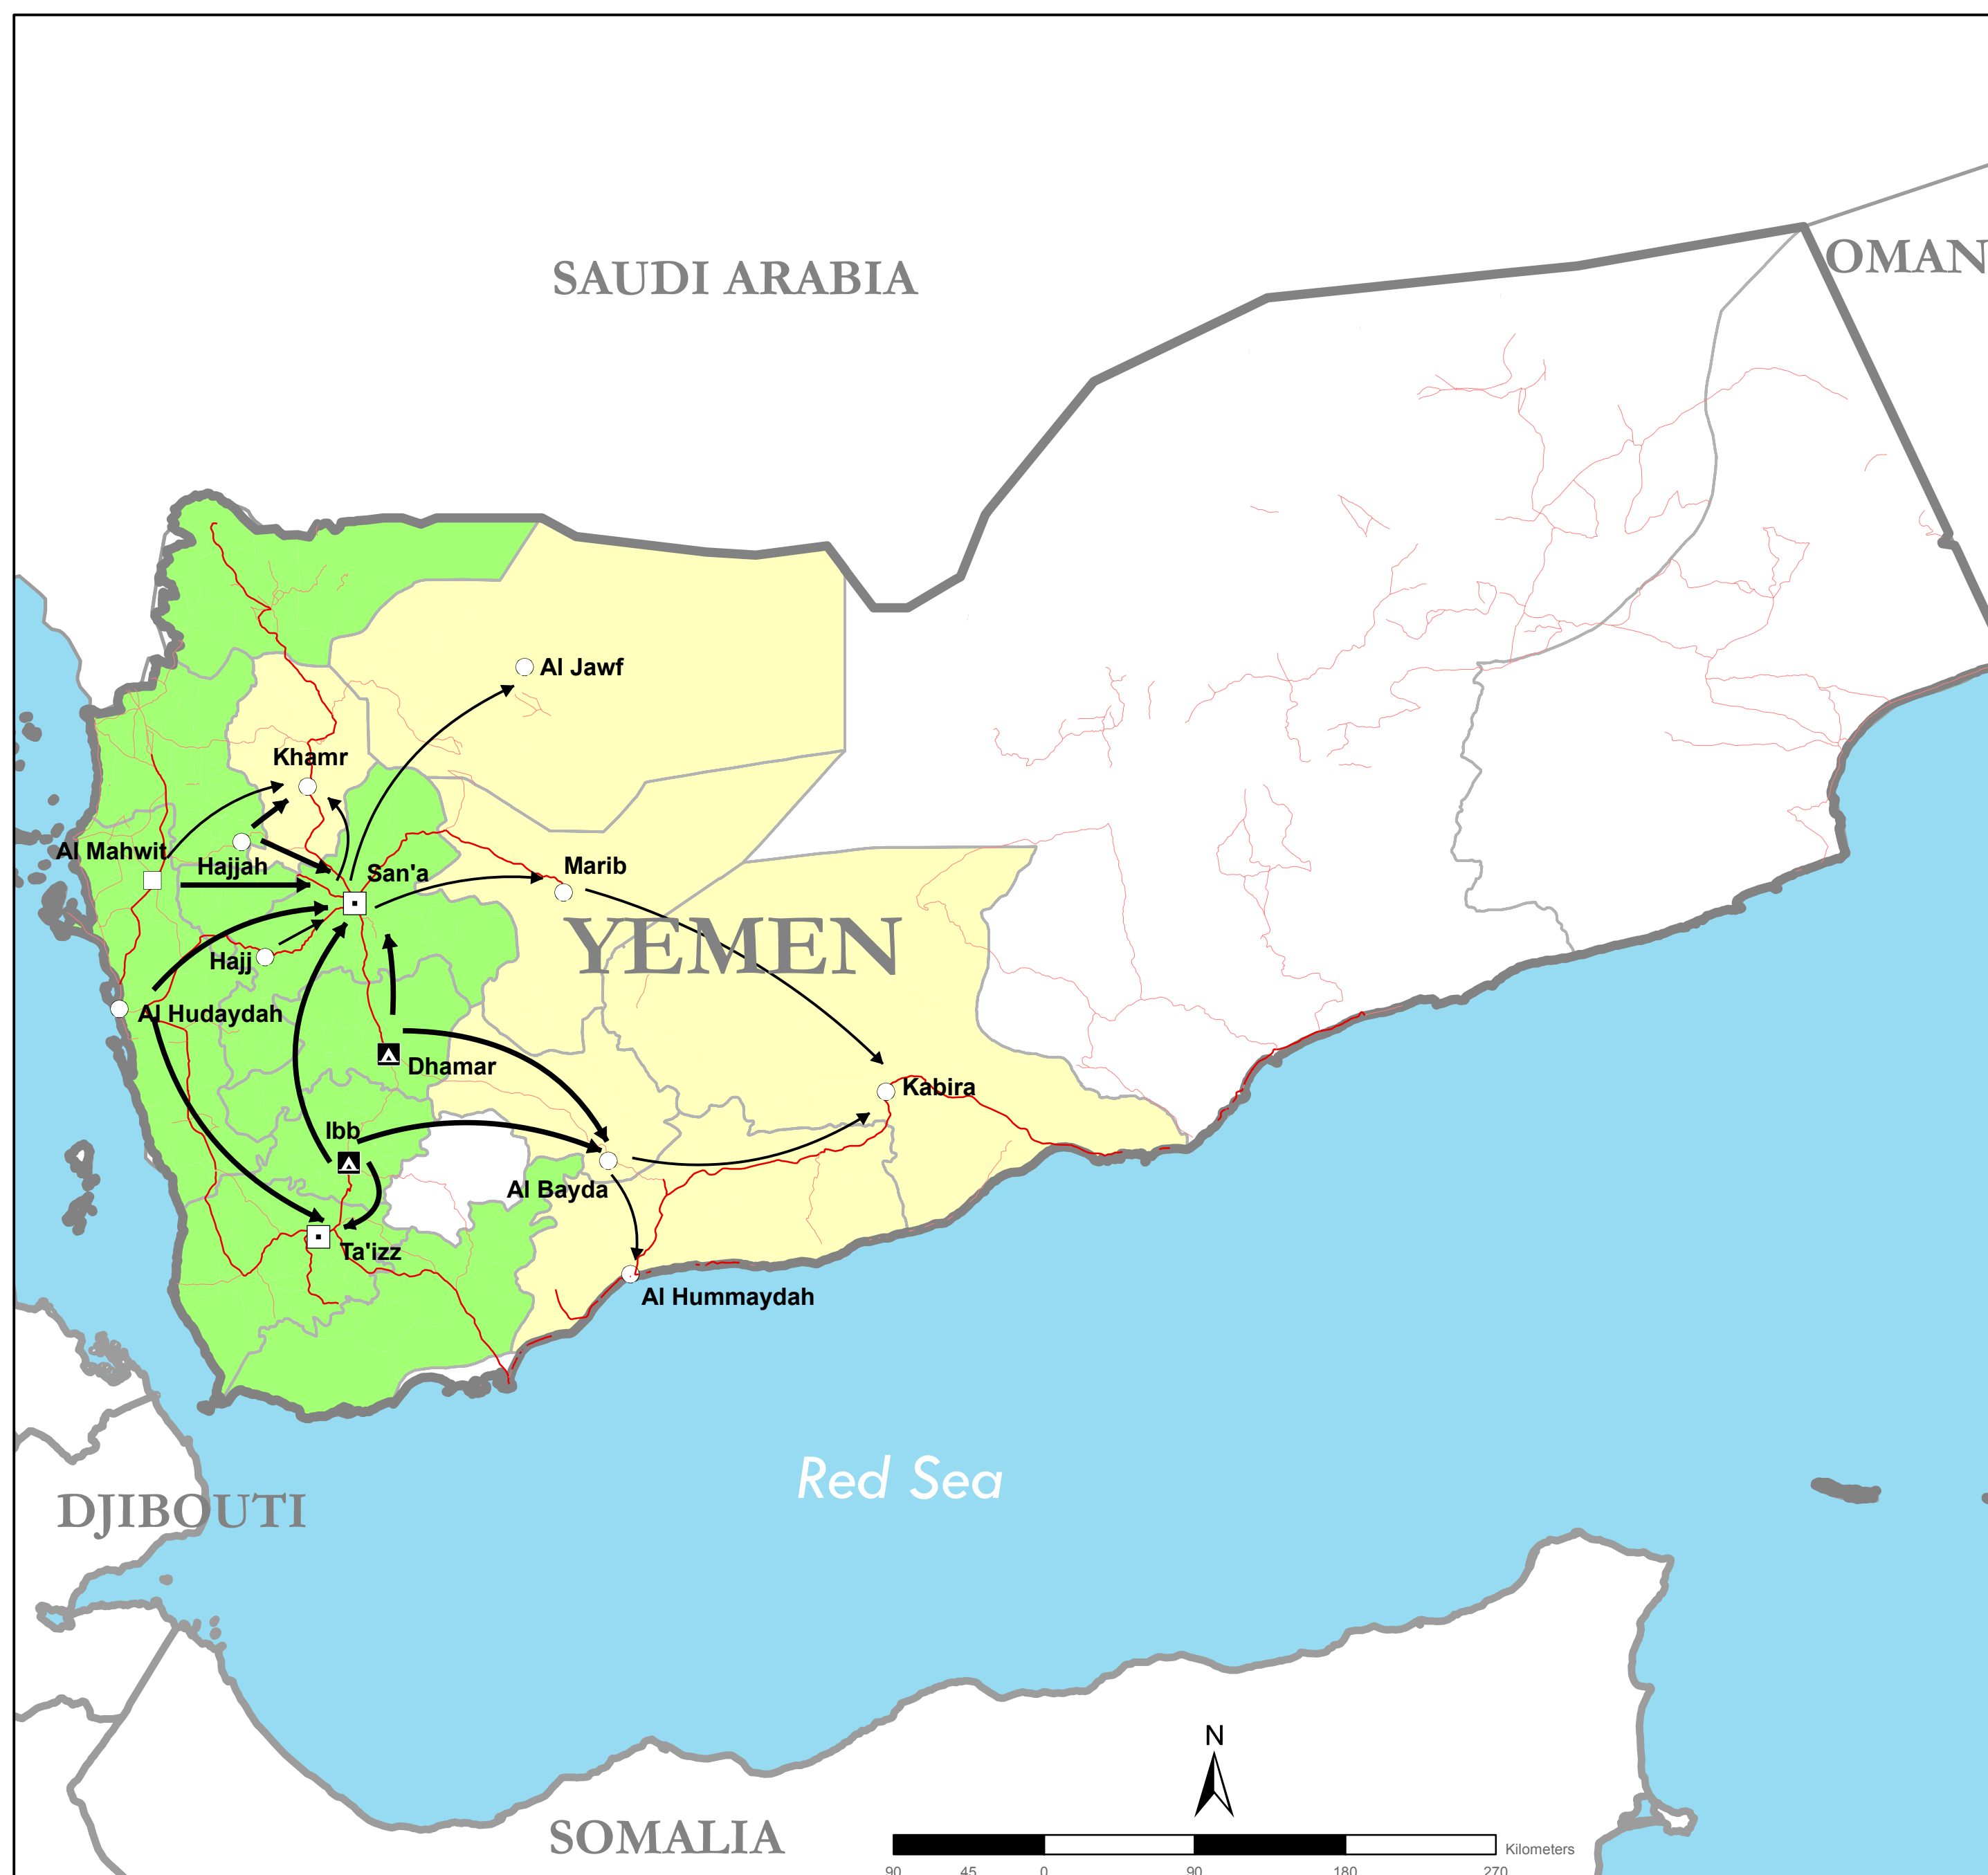 SAUDI ARABIA
OMAN
Al Jawf
Khamr
Al Mahwit
Hajjah
San'a
Marib
YEMEN
Hajj
Al Hudaydah
Dhamar
Kabira
Ibb
Al Bayda
Ta'izz
Al Hummaydah
Red Sea
DJIBOUTI
N
SOMALIA
Kilometers
90 45 0 90 180 270